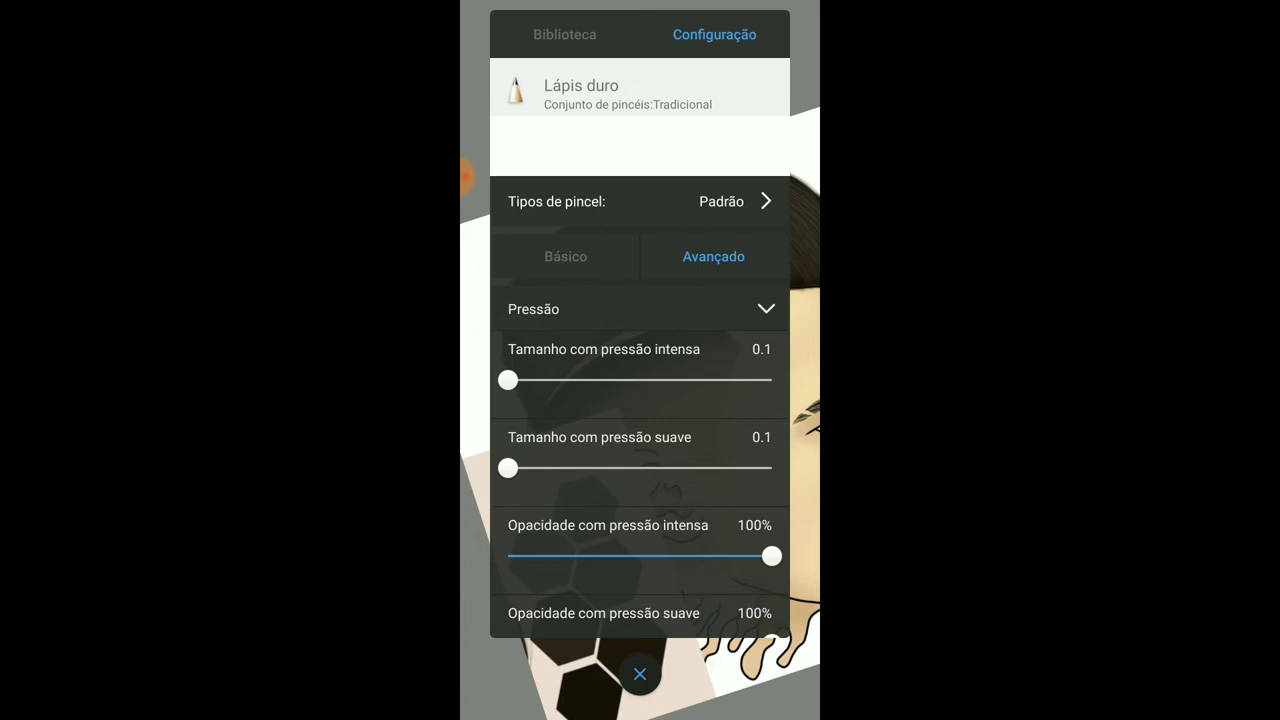 Biblioteca Configuração
Lápis duro
Conjunto de pincéis:Tradicional
Tipos de pincel: Padrão
Básico Avançado
Pressão
Tamanho com pressão intensa 0.1
Tamanho com pressão suave 0.1
Opacidade com pressão intensa 100%
Opacidade com pressão suave 100%